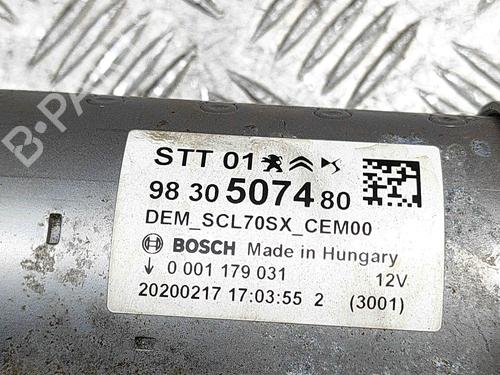 B-PARTS
STT 01
98 30 5074 80
DEM_SCL70SX_CEM00
BOSCH Made in Hungary
0 001 179 031 12V
20200217 17:03:55 2 (3001)